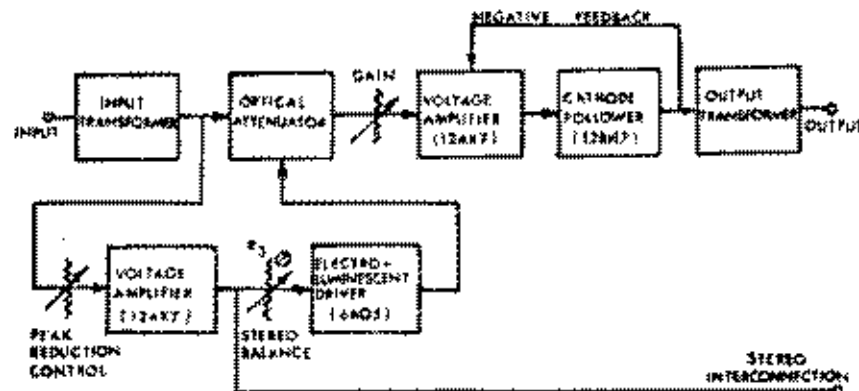 NEGATIVE FEEDBACK
INPUT
INPUT
TRANSFORMER
OPTICAL
ATTENUATOR
GAIN
VOLTAGE
AMPLIFIER
(12AX7)
CATHODE
FOLLOWER
(12BH7)
OUTPUT
TRANSFORMER
OUTPUT
PEAK
REDUCTION
CONTROL
VOLTAGE
AMPLIFIER
(12AX7)
STEREO
BALANCE
ELECTRO-
LUMINESCENT
DRIVER
(6AQ5)
STEREO
INTERCONNECTION